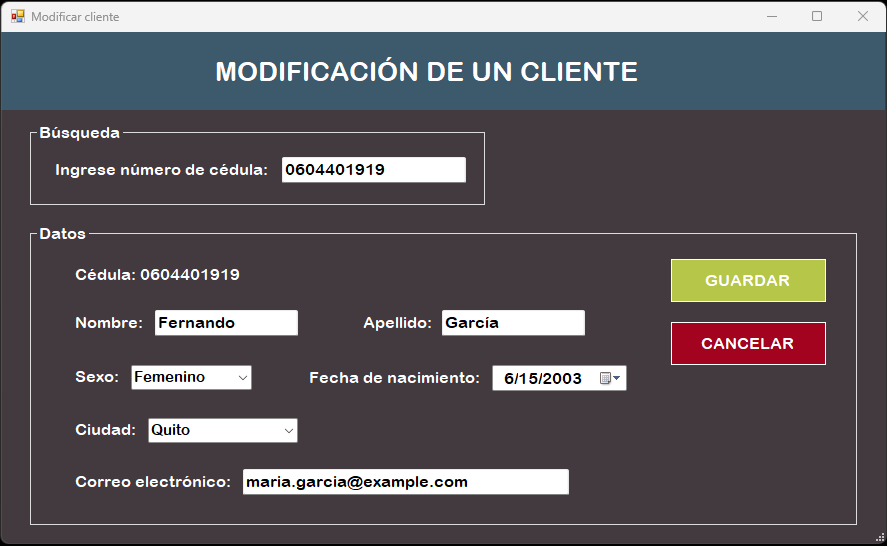 Modificar cliente
MODIFICACIÓN DE UN CLIENTE
Búsqueda
Ingrese número de cédula: 0604401919
Datos
Cédula: 0604401919
GUARDAR
Nombre: Fernando Apellido: García
CANCELAR
Sexo: Femenino Fecha de nacimiento: 6/15/2003
Ciudad: Quito
Correo electrónico: maria.garcia@example.com